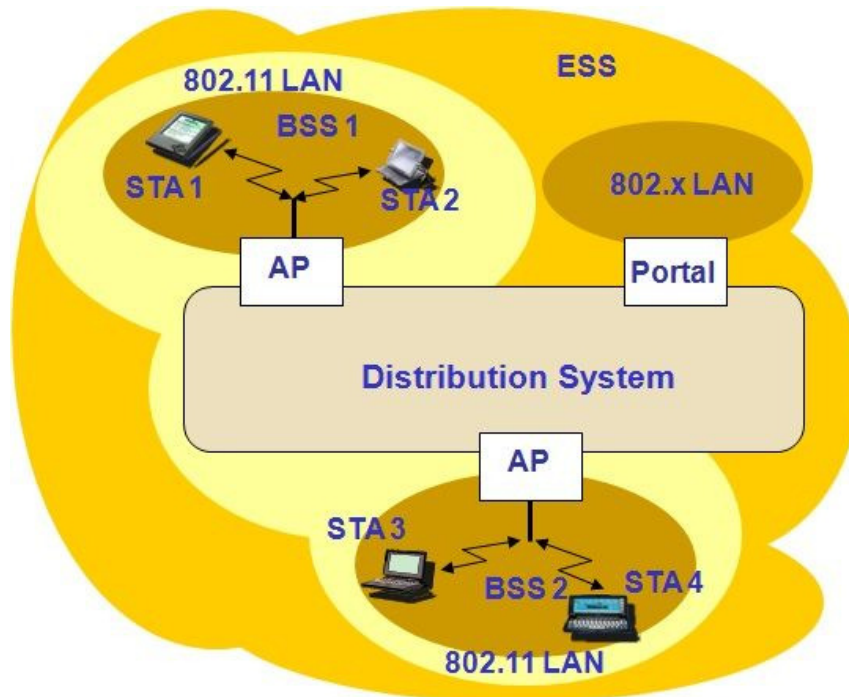 802.11 LAN
ESS
BSS 1
STA 1
STA 2
802.x LAN
AP
Portal
Distribution System
AP
STA 3
BSS 2
STA 4
802.11 LAN